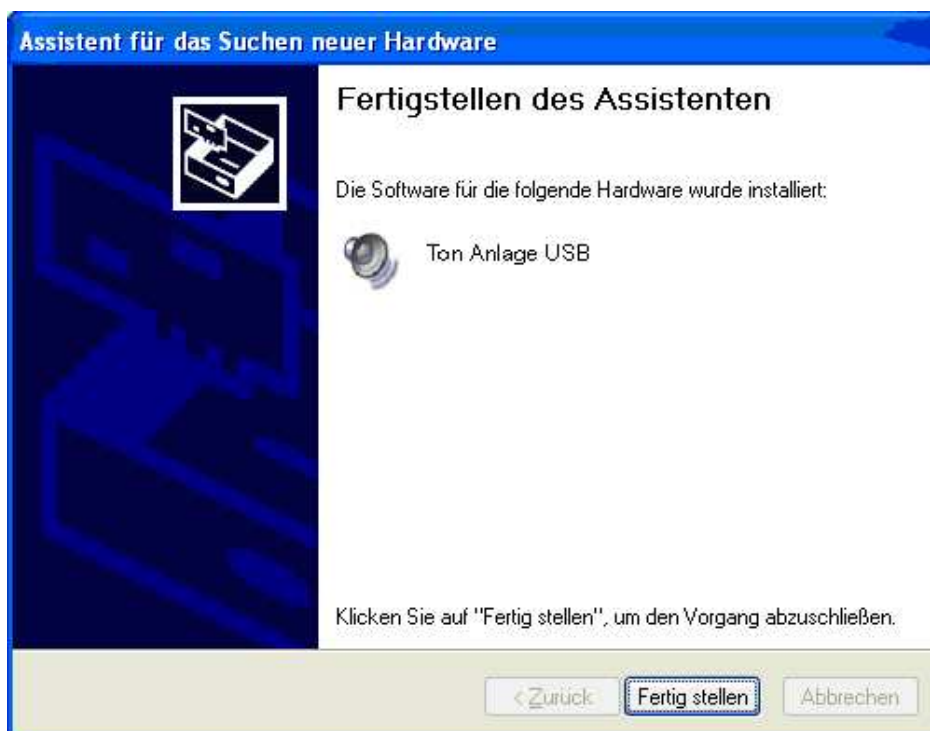 Assistent für das Suchen neuer Hardware
Fertigstellen des Assistenten
Die Software für die folgende Hardware wurde installiert:
Ton Anlage USB
Klicken Sie auf "Fertig stellen", um den Vorgang abzuschließen.
< Zurück Fertig stellen Abbrechen